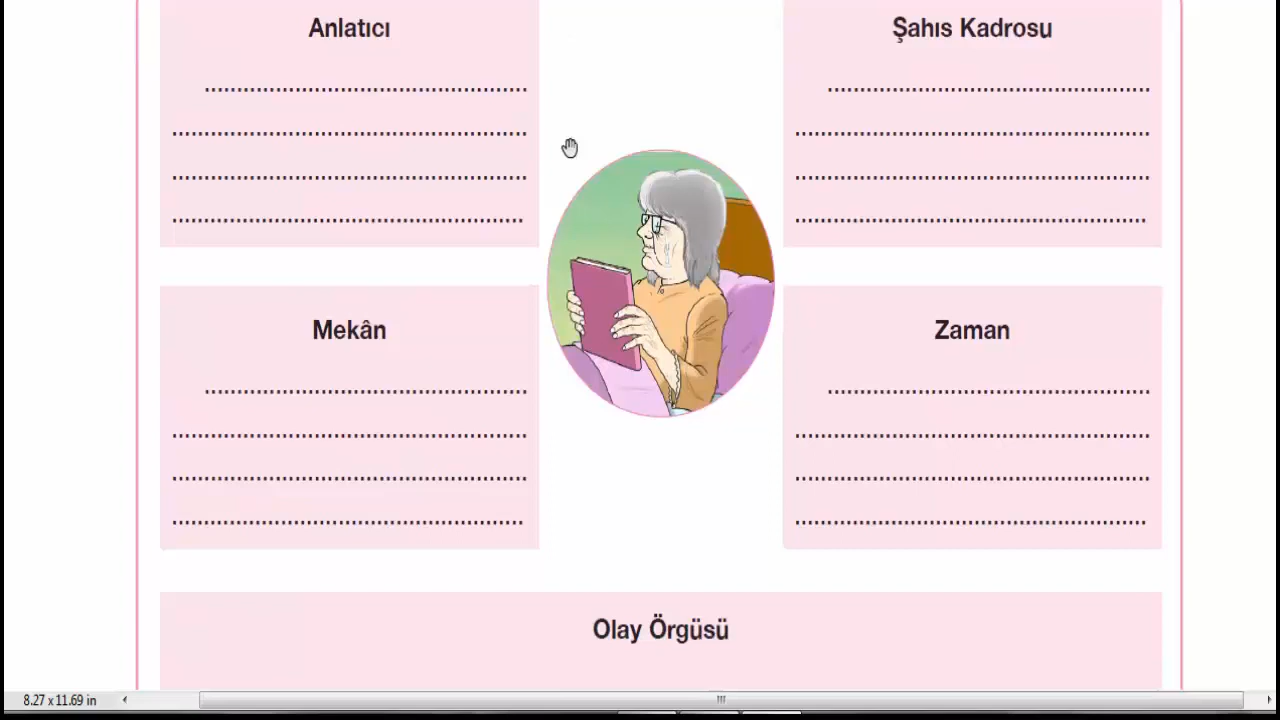 Anlatıcı
Şahıs Kadrosu
Mekân
Zaman
Olay Örgüsü
8.27 x 11.69 in